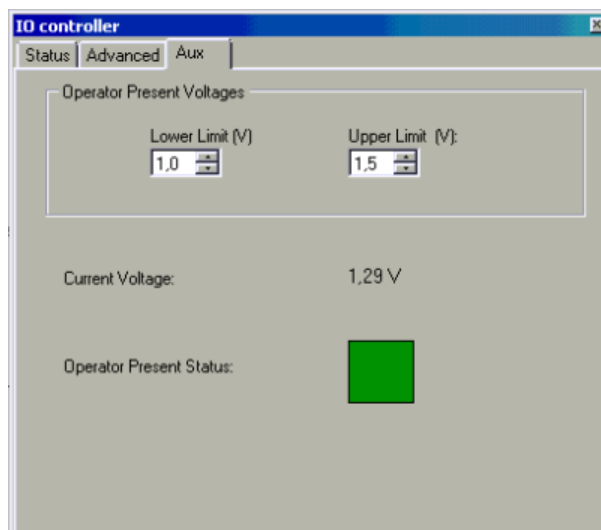 IO controller
Status Advanced Aux
Operator Present Voltages
Lower Limit (V) Upper Limit (V):
1,0 1,5
Current Voltage: 1,29 V
Operator Present Status: